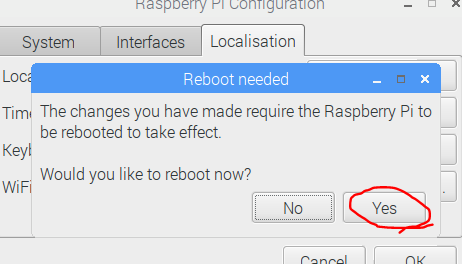 Raspberry Pi Configuration
System Interfaces Localisation
Reboot needed
Loca
The changes you have made require the Raspberry Pi to
Time
be rebooted to take effect.
Keyb
Would you like to reboot now?
WiFi
No Yes
Cancel OK